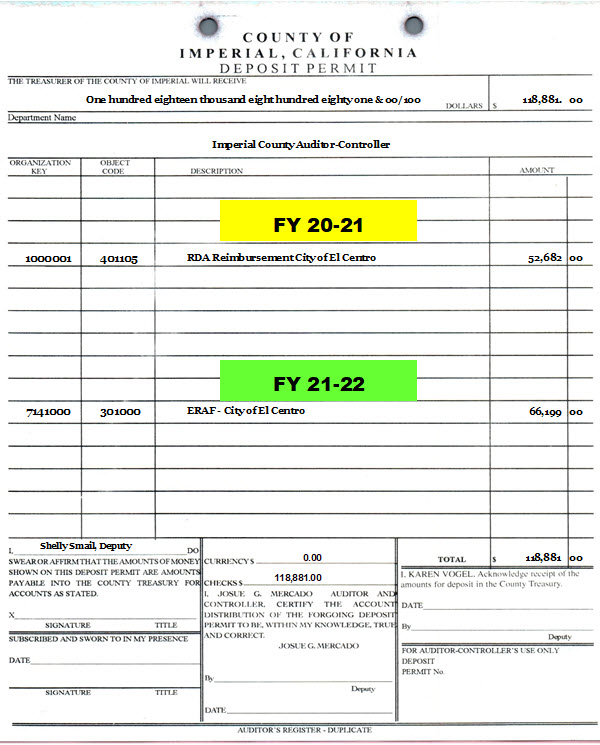 COUNTY OF
IMPERIAL, CALIFORNIA
DEPOSIT PERMIT
THE TREASURER OF THE COUNTY OF IMPERIAL WILL RECEIVE
One hundred eighteen thousand eight hundred eighty one & 00/100 DOLLARS $ 118,881. 00
Department Name
Imperial County Auditor-Controller
ORGANIZATION KEY OBJECT CODE DESCRIPTION AMOUNT
FY 20-21
1000001 401105 RDA Reimbursement City of El Centro 52,682 00
FY 21-22
7141000 301000 ERAF - City of El Centro 66,199 00
I, Shelly Smail, Deputy DO
SWEAR OR AFFIRM THAT THE AMOUNTS OF MONEY
SHOWN ON THIS DEPOSIT PERMIT ARE AMOUNTS
PAYABLE INTO THE COUNTY TREASURY FOR
ACCOUNTS AS STATED.
X
SIGNATURE TITLE
SUBSCRIBED AND SWORN TO IN MY PRESENCE
DATE
SIGNATURE TITLE
CURRENCY $ 0.00
CHECKS $ 118,881.00
I, JOSUE G. MERCADO AUDITOR AND
CONTROLLER, CERTIFY THE ACCOUNT
DISTRIBUTION OF THE FORGOING DEPOSIT
PERMIT TO BE, WITHIN MY KNOWLEDGE, TRUE
AND CORRECT.
JOSUE G. MERCADO
By
Deputy
DATE
TOTAL $ 118,881 00
I, KAREN VOGEL. Acknowledge receipt of the
amounts for deposit in the County Treasury.
DATE
By
Deputy
FOR AUDITOR-CONTROLLER'S USE ONLY
DEPOSIT
PERMIT No.
AUDITOR'S REGISTER - DUPLICATE